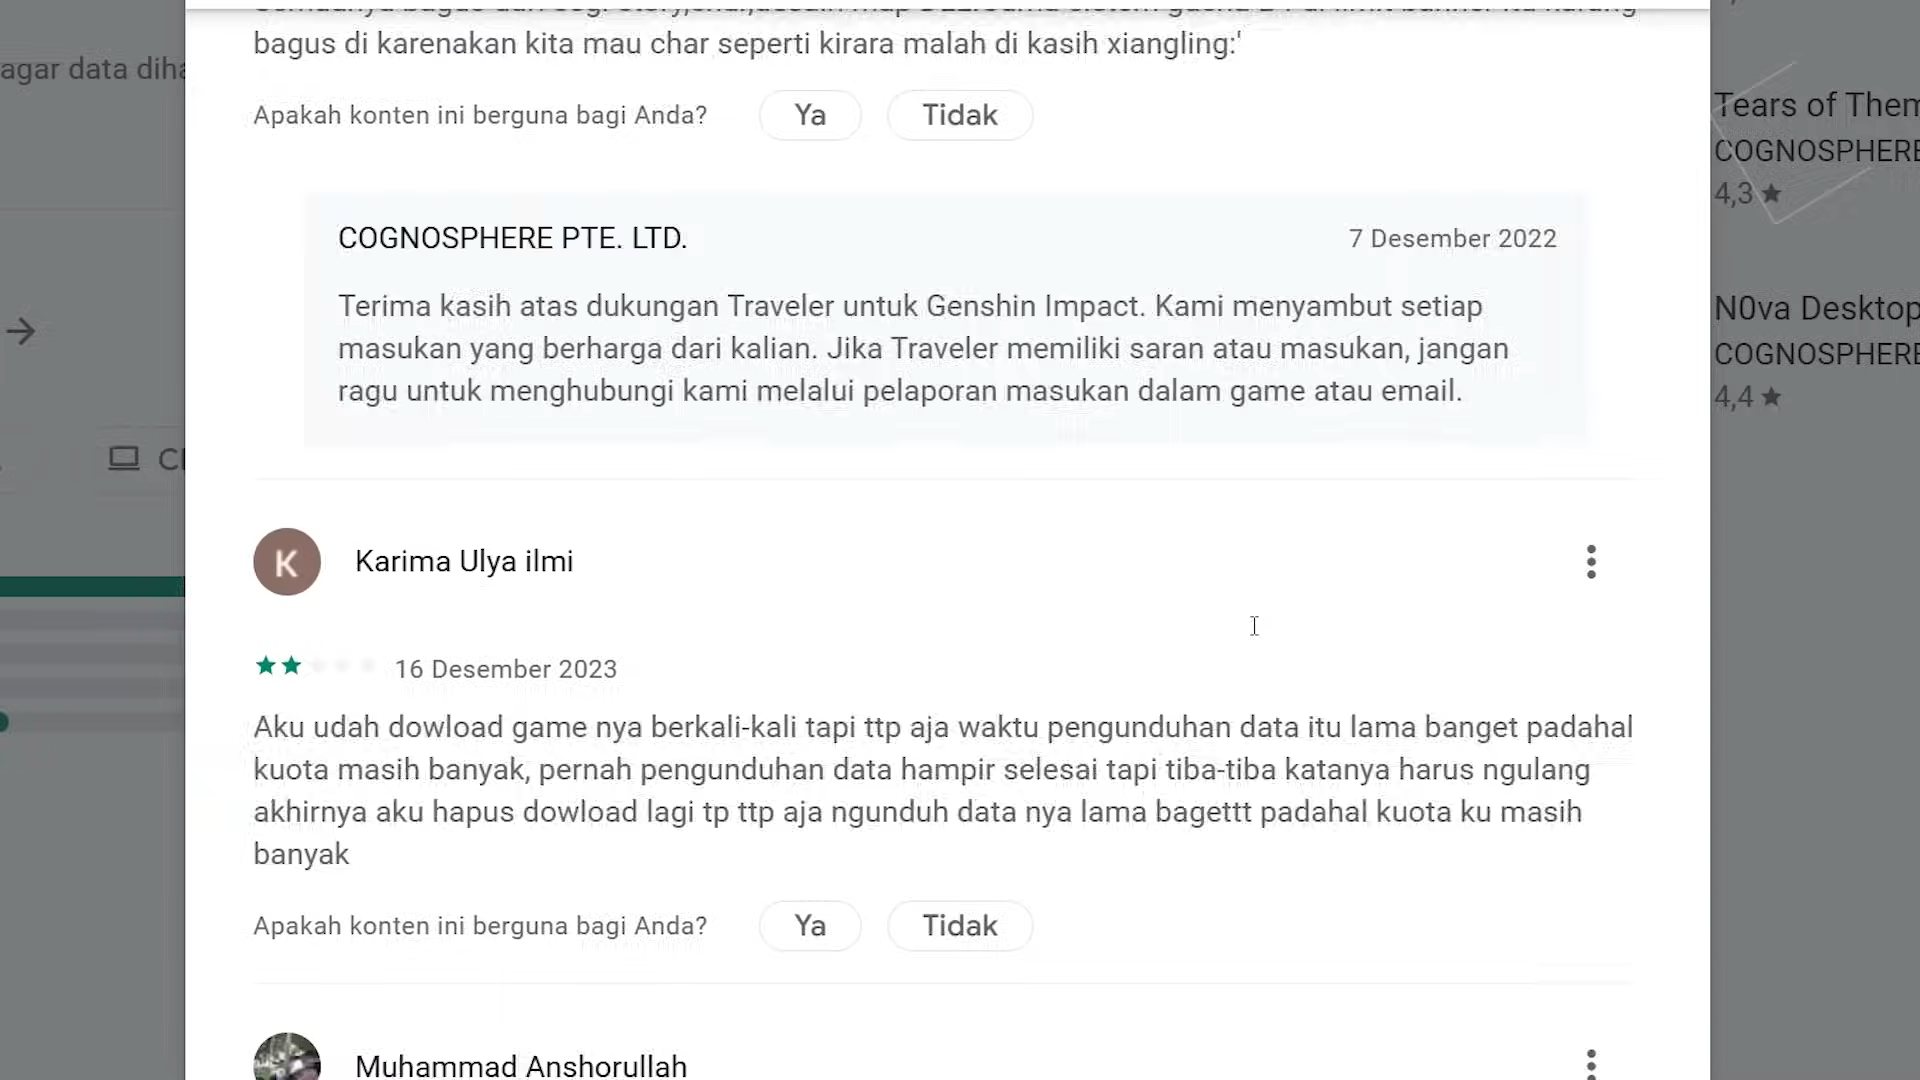 bagus di karenakan kita mau char seperti kirara malah di kasih xiangling:'
agar data diha
Apakah konten ini berguna bagi Anda? Ya Tidak
Tears of Them
COGNOSPHERE
4,3 ★
COGNOSPHERE PTE. LTD. 7 Desember 2022
Terima kasih atas dukungan Traveler untuk Genshin Impact. Kami menyambut setiap
masukan yang berharga dari kalian. Jika Traveler memiliki saran atau masukan, jangan
ragu untuk menghubungi kami melalui pelaporan masukan dalam game atau email.
N0va Desktop
COGNOSPHERE
4,4 ★
K
Karima Ulya ilmi
16 Desember 2023
Aku udah dowload game nya berkali-kali tapi ttp aja waktu pengunduhan data itu lama banget padahal
kuota masih banyak, pernah pengunduhan data hampir selesai tapi tiba-tiba katanya harus ngulang
akhirnya aku hapus dowload lagi tp ttp aja ngunduh data nya lama bagettt padahal kuota ku masih
banyak
Apakah konten ini berguna bagi Anda? Ya Tidak
Muhammad Anshorullah